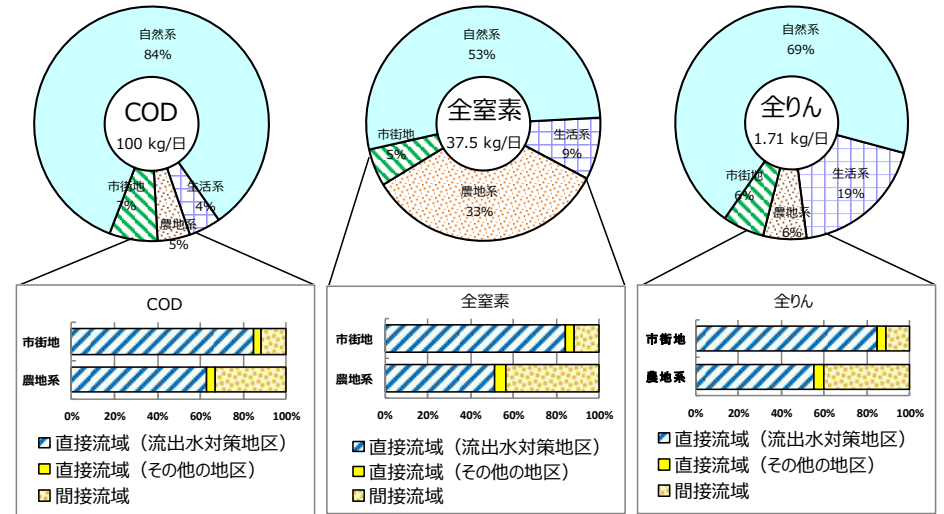 自然系
84%
COD
100 kg/日
市街地
7%
農地系
5%
生活系
4%
自然系
53%
全窒素
37.5 kg/日
市街地
5%
農地系
33%
生活系
9%
自然系
69%
全りん
1.71 kg/日
市街地
6%
農地系
6%
生活系
19%
COD
市街地
農地系
0% 20% 40% 60% 80% 100%
直接流域（流出水対策地区）
直接流域（その他の地区）
間接流域
全窒素
市街地
農地系
0% 20% 40% 60% 80% 100%
直接流域（流出水対策地区）
直接流域（その他の地区）
間接流域
全りん
市街地
農地系
0% 20% 40% 60% 80% 100%
直接流域（流出水対策地区）
直接流域（その他の地区）
間接流域